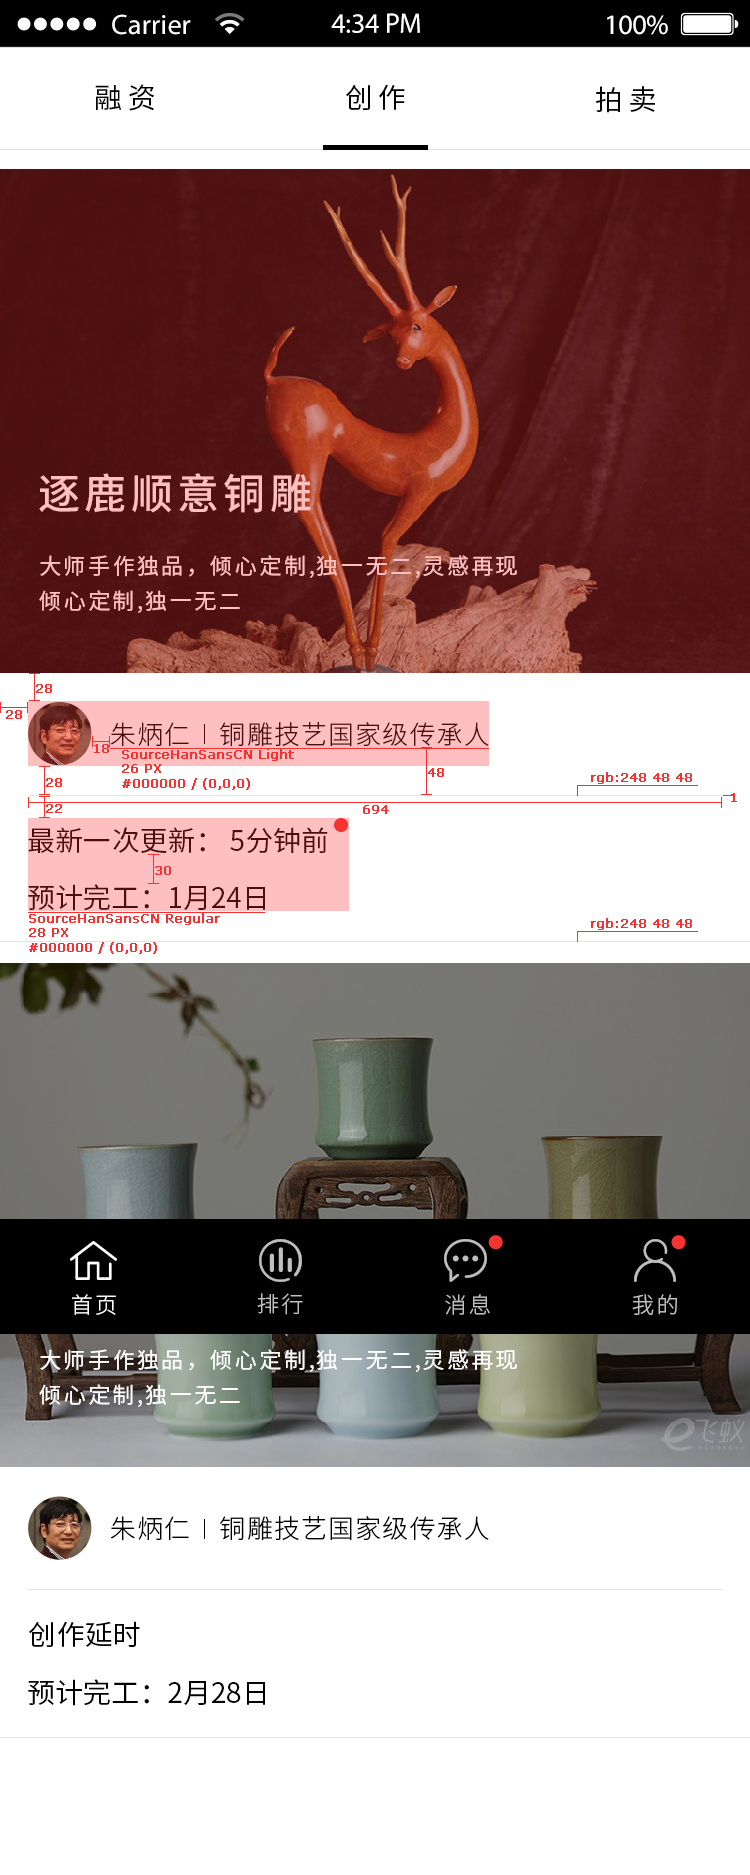 Carrier 4:34 PM 100%
融资 创作 拍卖
逐鹿顺意铜雕
大师手作独品，倾心定制,独一无二,灵感再现
倾心定制,独一无二
28
28
朱炳仁 | 铜雕技艺国家级传承人
18
SourceHanSansCN Light
26 PX
#000000 / (0,0,0)
48
28
rgb:248 48 48
1
22
694
最新一次更新： 5分钟前
30
预计完工：1月24日
SourceHanSansCN Regular
28 PX
#000000 / (0,0,0)
rgb:248 48 48
首页 排行 消息 我的
大师手作独品，倾心定制,独一无二,灵感再现
倾心定制,独一无二
e飞蚁
朱炳仁 | 铜雕技艺国家级传承人
创作延时
预计完工：2月28日